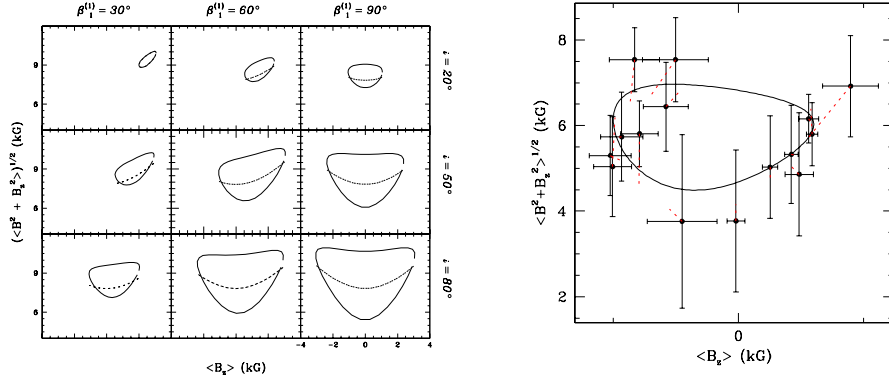 β₁⁽¹⁾ = 30°
β₁⁽¹⁾ = 60°
β₁⁽¹⁾ = 90°
(<B² + B_z²>)^1/2 (kG)
9
6
9
6
9
6
i = 20°
i = 50°
i = 80°
-4 -2 0 2 4
<B_z> (kG)
<B²+B_z²>^1/2 (kG)
8
6
4
2
0
<B_z> (kG)